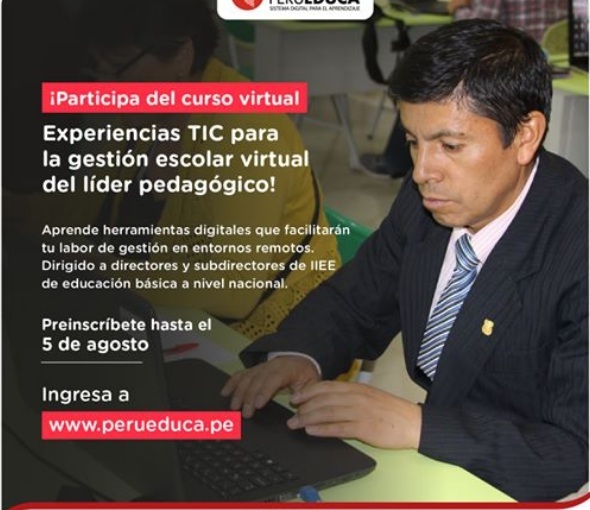 PERÚEDUCA
SISTEMA DIGITAL PARA EL APRENDIZAJE
¡Participa del curso virtual
Experiencias TIC para
la gestión escolar virtual
del líder pedagógico!
Aprende herramientas digitales que facilitarán
tu labor de gestión en entornos remotos.
Dirigido a directores y subdirectores de IIEE
de educación básica a nivel nacional.
Preinscríbete hasta el
5 de agosto
Ingresa a
www.perueduca.pe